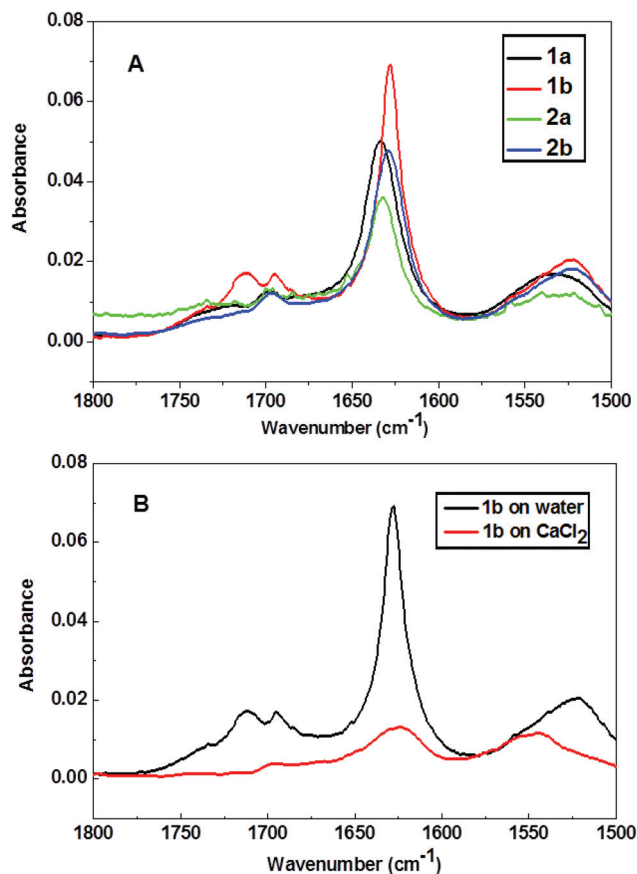 0.08
A
1a
1b
2a
2b
0.06
0.04
0.02
0.00
Absorbance
1800 1750 1700 1650 1600 1550 1500
Wavenumber (cm-1)
0.08
B
1b on water
1b on CaCl2
0.06
0.04
0.02
0.00
Absorbance
1800 1750 1700 1650 1600 1550 1500
Wavenumber (cm-1)